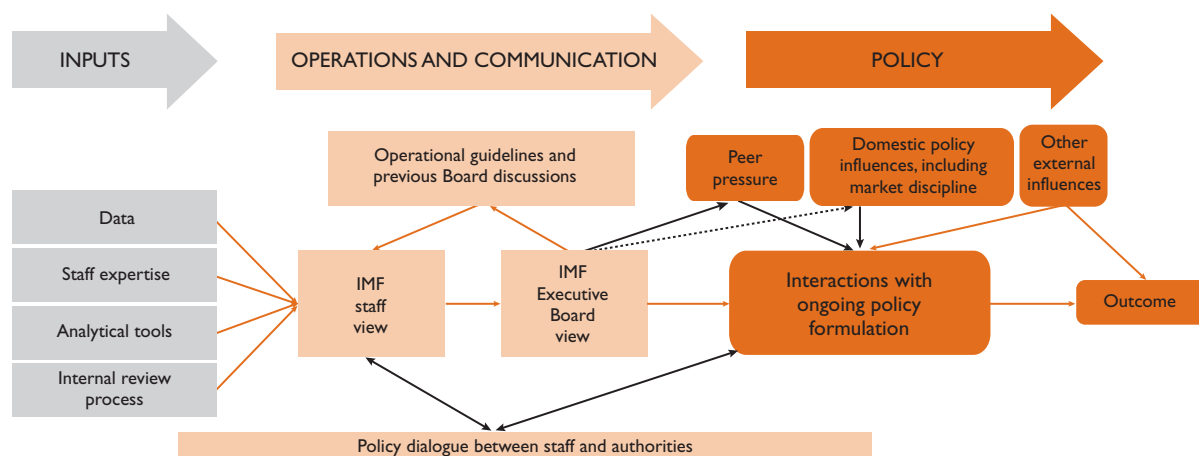 INPUTS
OPERATIONS AND COMMUNICATION
POLICY
Operational guidelines and
previous Board discussions
Peer
pressure
Domestic policy
influences, including
market discipline
Other
external
influences
Data
Staff expertise
Analytical tools
Internal review
process
IMF
staff
view
IMF
Executive
Board
view
Interactions with
ongoing policy
formulation
Outcome
Policy dialogue between staff and authorities